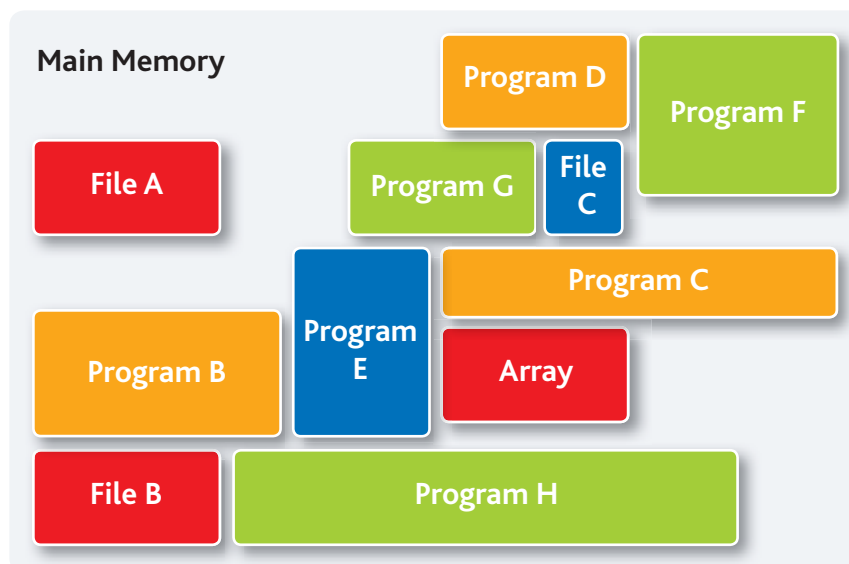 Main Memory
Program D
Program F
File A
Program G
File
C
Program C
Program
E
Program B
Array
File B
Program H